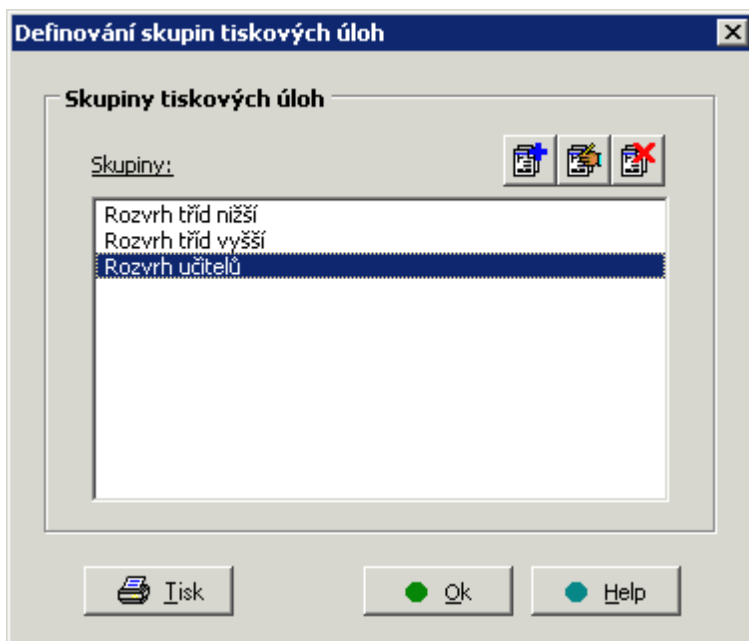 Definování skupin tiskových úloh
Skupiny tiskových úloh
Skupiny:
Rozvrh tříd nižší
Rozvrh tříd vyšší
Rozvrh učitelů
Tisk
Ok
Help